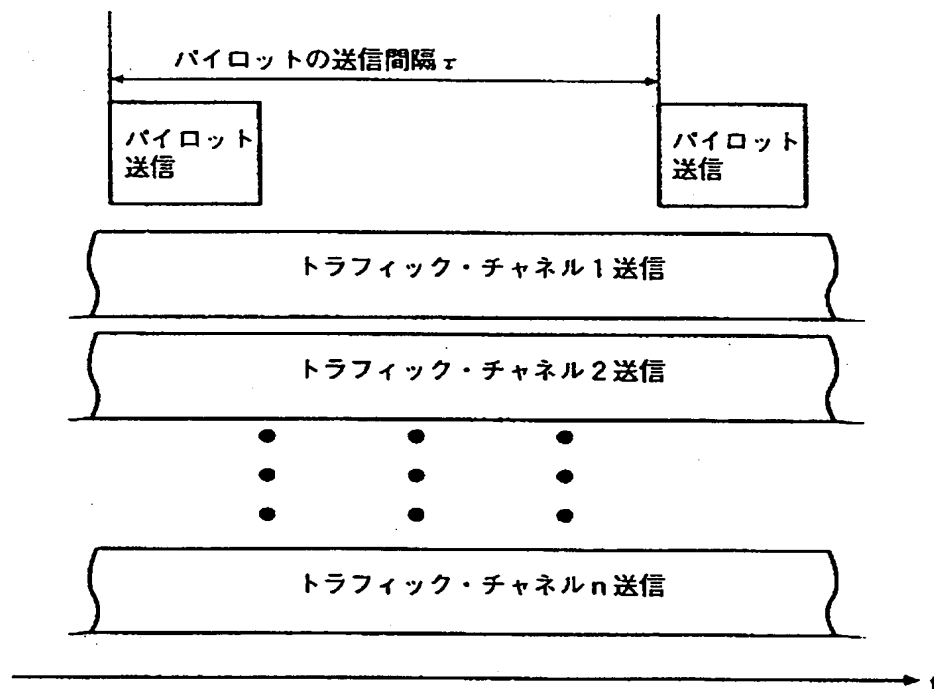 パイロットの送信間隔τ
パイロット
送信
パイロット
送信
トラフィック・チャネル1送信
トラフィック・チャネル2送信
トラフィック・チャネルn送信
t